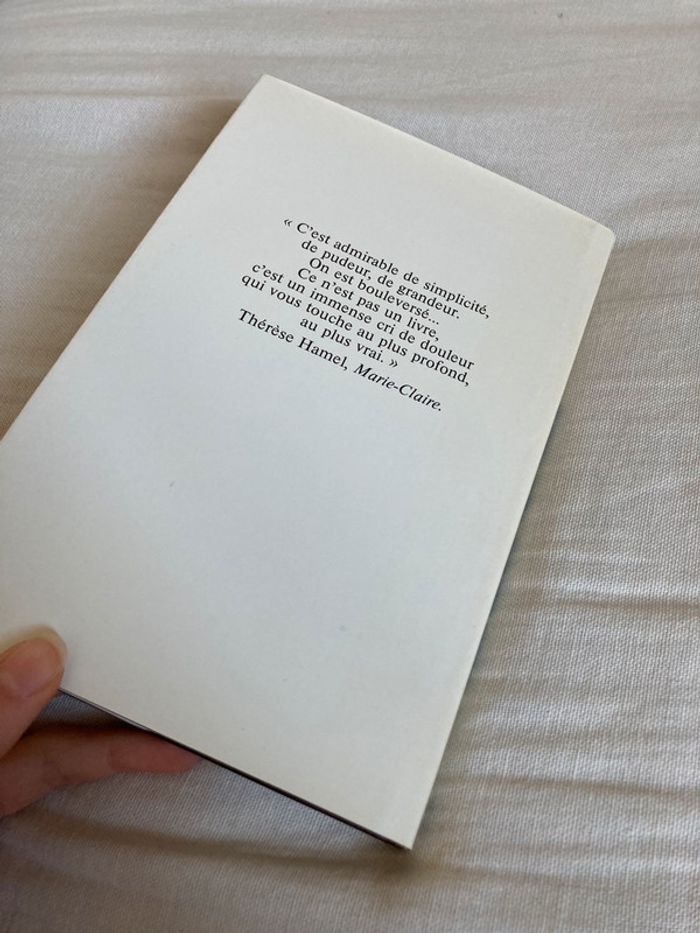 « C'est admirable de simplicité,
de pudeur, de grandeur.
On est bouleversé...
Ce n'est pas un livre,
c'est un immense cri de douleur
qui vous touche au plus profond,
au plus vrai. »
Thérèse Hamel, Marie-Claire.